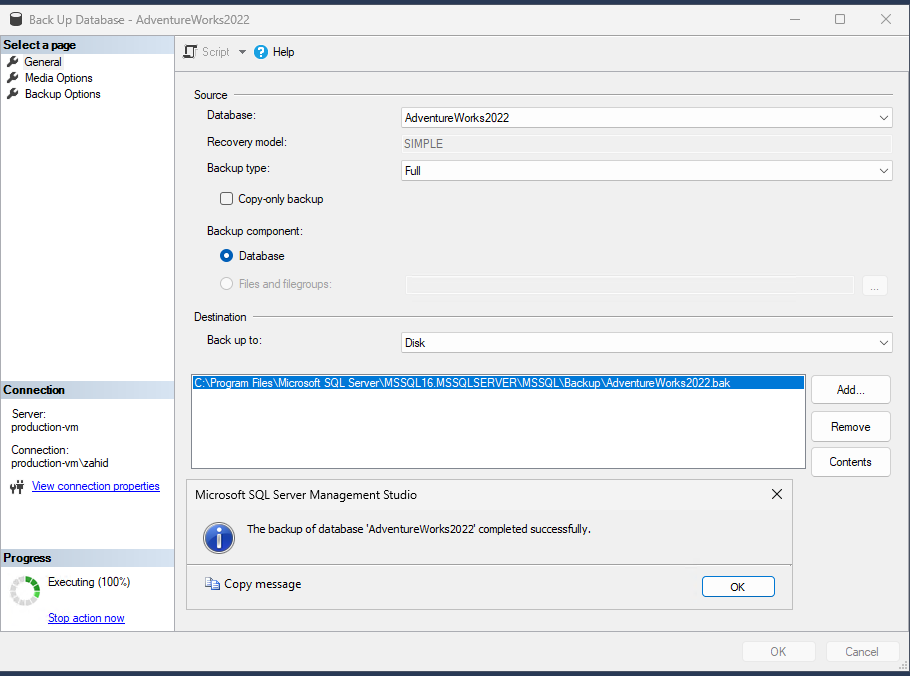 Back Up Database - AdventureWorks2022
Select a page
General
Media Options
Backup Options
Script
Help
Source
Database:
AdventureWorks2022
Recovery model:
SIMPLE
Backup type:
Full
Copy-only backup
Backup component:
Database
Files and filegroups:
...
Destination
Back up to:
Disk
C:\Program Files\Microsoft SQL Server\MSSQL16.MSSQLSERVER\MSSQL\Backup\AdventureWorks2022.bak
Add...
Remove
Contents
Connection
Server:
production-vm
Connection:
production-vm\zahid
View connection properties
Progress
Executing (100%)
Stop action now
Microsoft SQL Server Management Studio
The backup of database 'AdventureWorks2022' completed successfully.
Copy message
OK
OK
Cancel